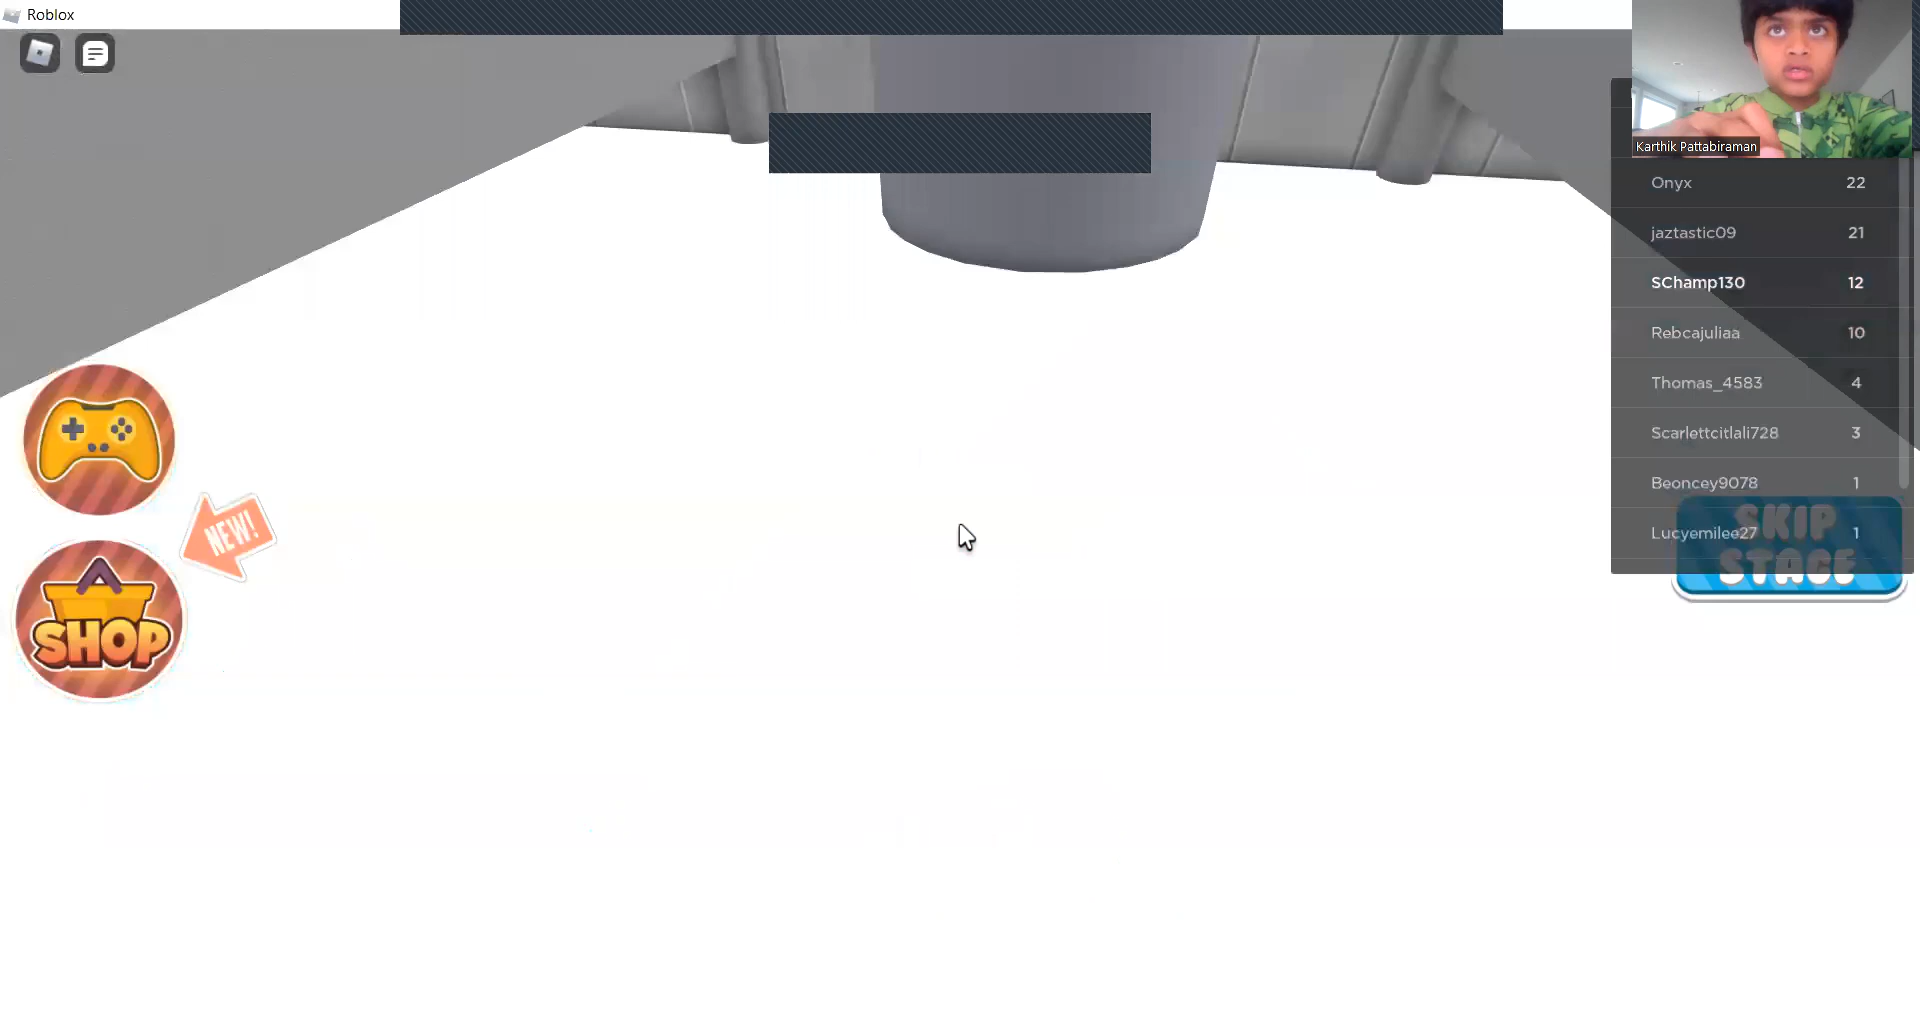 Roblox
Karthik Pattabiraman
Onyx 22
jaztastic09 21
SChamp130 12
Rebcajuliaa 10
Thomas_4583 4
Scarlettcitlali728 3
Beoncey9078 1
Lucyemilee27 1
SKIP
STAGE
NEW!
SHOP